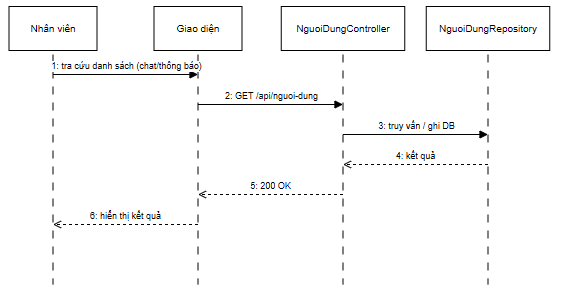 Nhân viên
Giao diện
NguoiDungController
NguoiDungRepository
1: tra cứu danh sách (chat/thông báo)
2: GET /api/nguoi-dung
3: truy vấn / ghi DB
4: kết quả
5: 200 OK
6: hiển thị kết quả